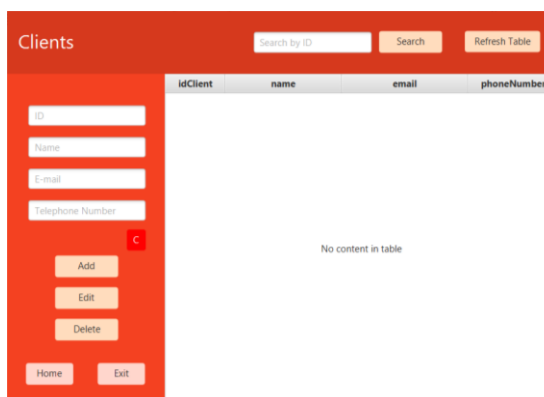 Clients
Search by ID
Search
Refresh Table
idClient name email phoneNumber
ID
Name
E-mail
Telephone Number
C
Add
Edit
Delete
Home Exit
No content in table